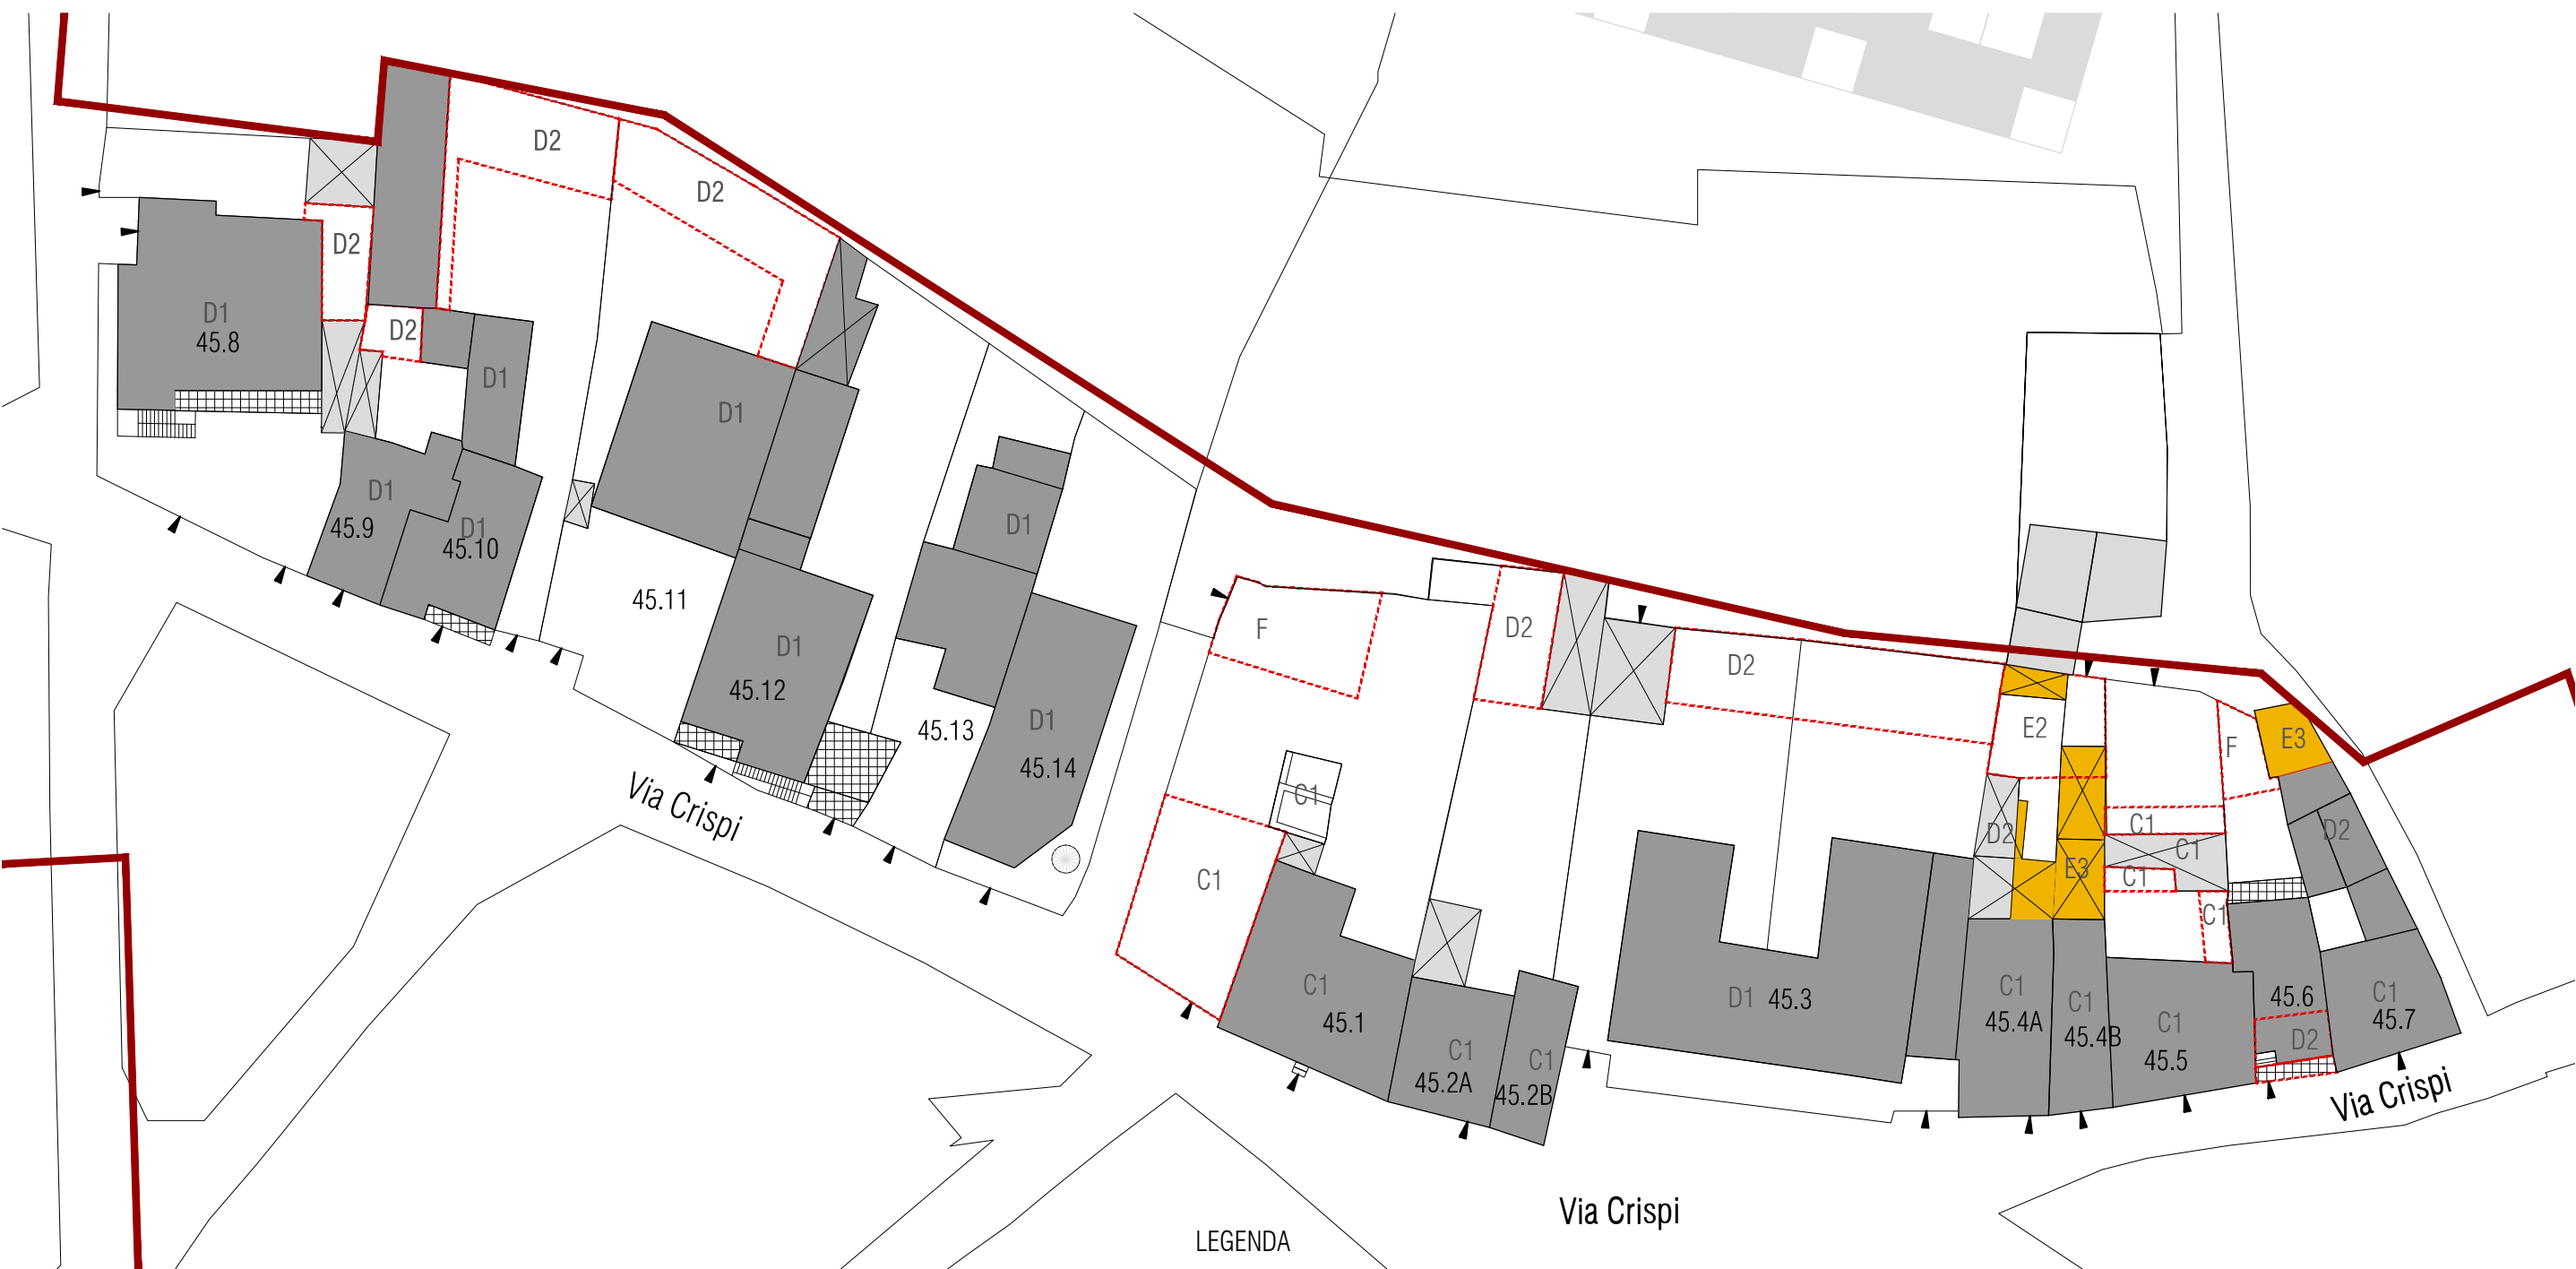 D2
D2
D2
D1
45.8
D2
D1
D1
D1
45.9
D1
45.10
D1
45.11
D1
45.12
D1
45.13
D1
45.14
Via Crispi
F
D2
D2
C1
C1
C1
45.1
C1
45.2A
C1
45.2B
D1 45.3
E2
D2
E3
C1
45.4A
C1
45.4B
C1
C1
C1
C1
C1
45.5
F
E3
D2
45.6
D2
C1
45.7
Via Crispi
Via Crispi
LEGENDA